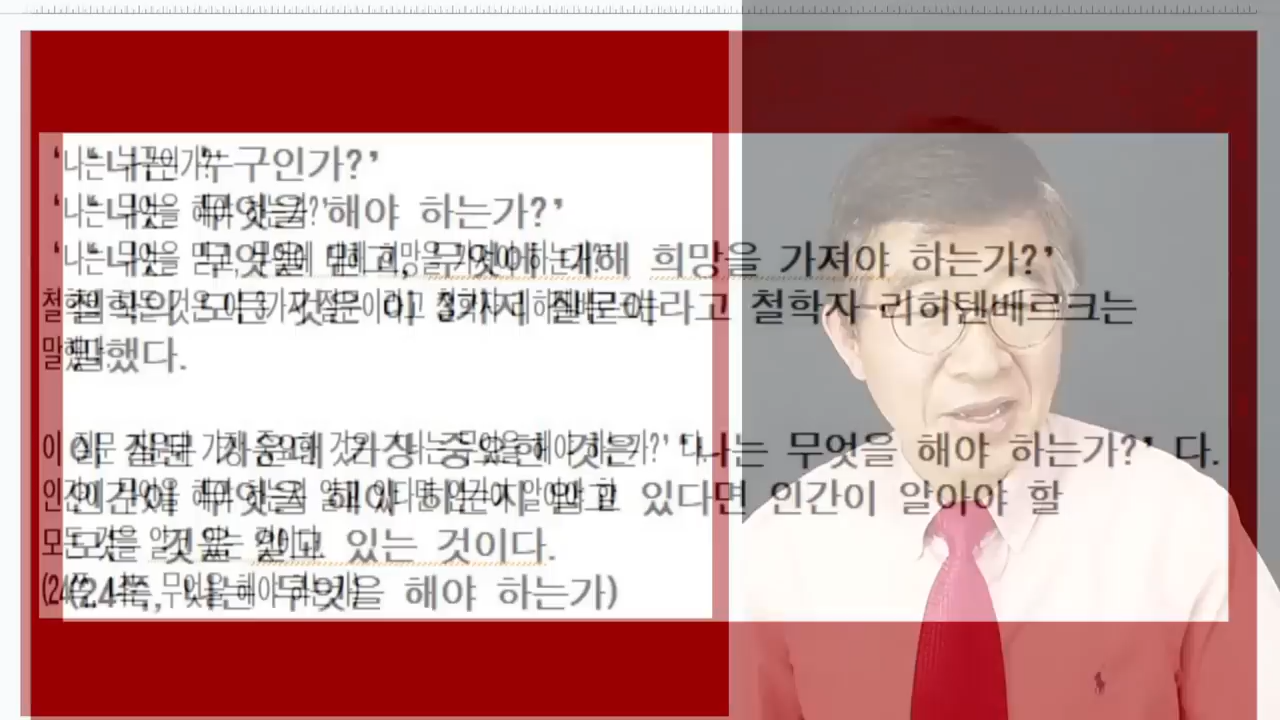 ‘나는 누구인가?’
‘나는 무엇을 해야 하는가?’
‘나는 무엇을 믿고, 무엇에 대해 희망을 가져야 하는가?’
철학의 모든 것은 이 3가지 질문이라고 철학자 리히텐베르크는
말했다.
이 질문 가운데 가장 중요한 것은 ‘나는 무엇을 해야 하는가?’ 다.
인간이 무엇을 해야 하는지 알고 있다면 인간이 알아야 할
모든 것을 알고 있는 것이다.
(24쪽, 나는 무엇을 해야 하는가)